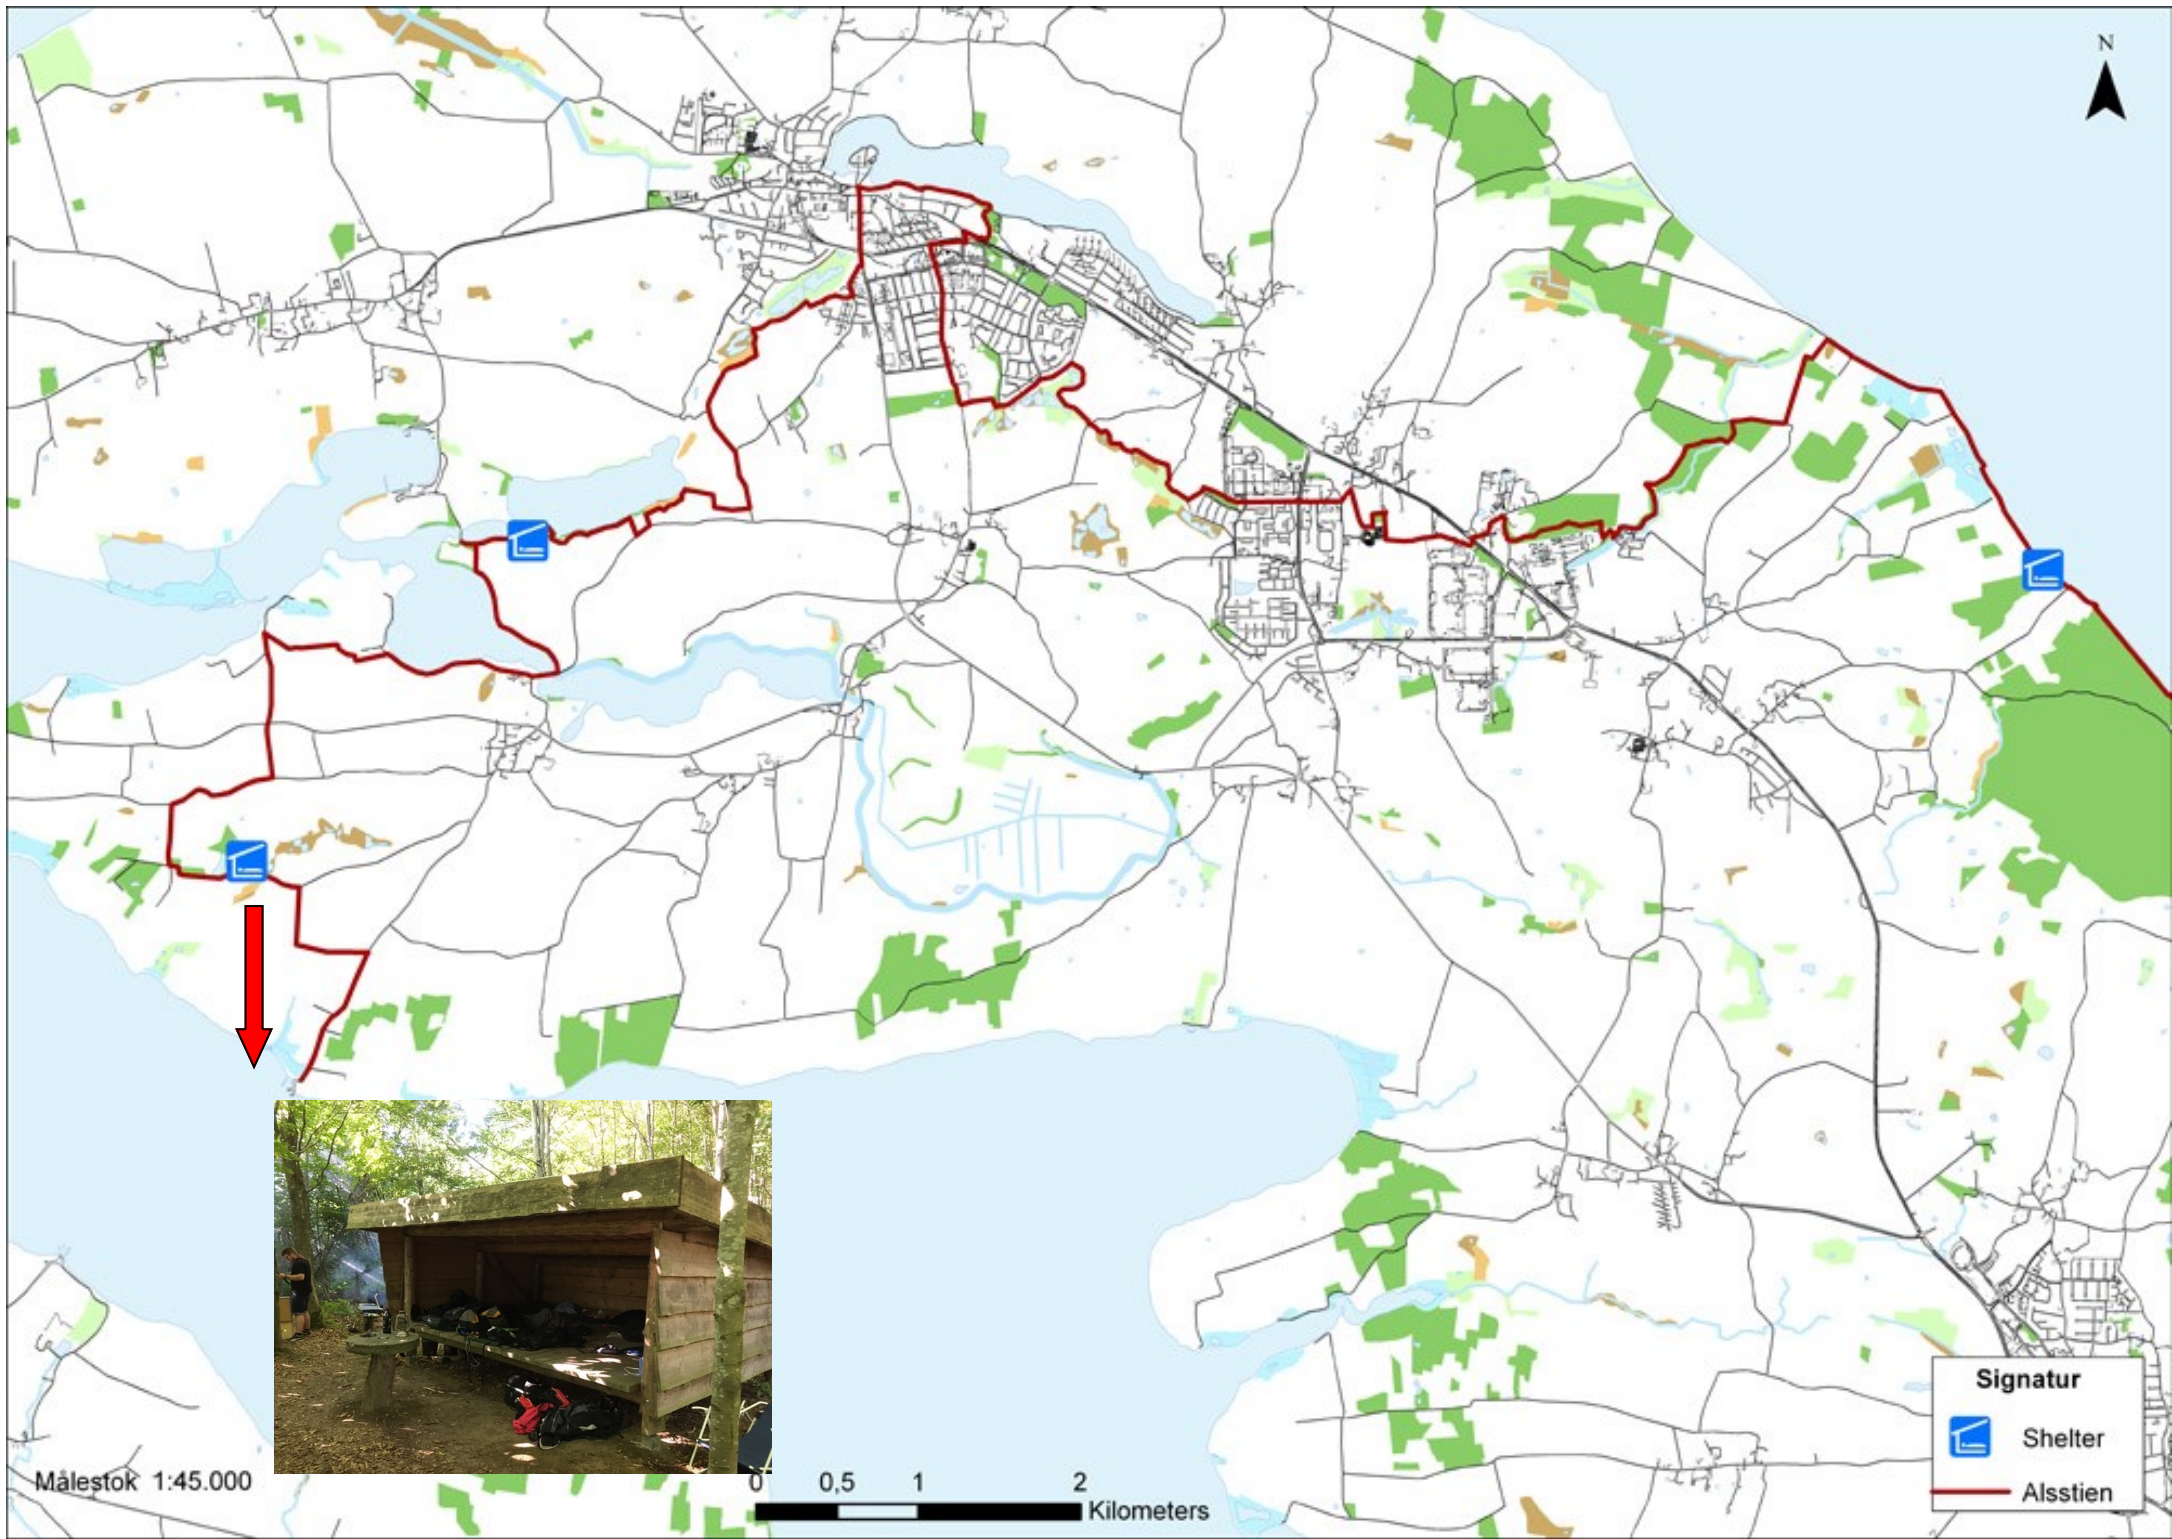 N
Signatur
Shelter
Alsstien
Målestok 1:45.000
0 0,5 1 2
Kilometers